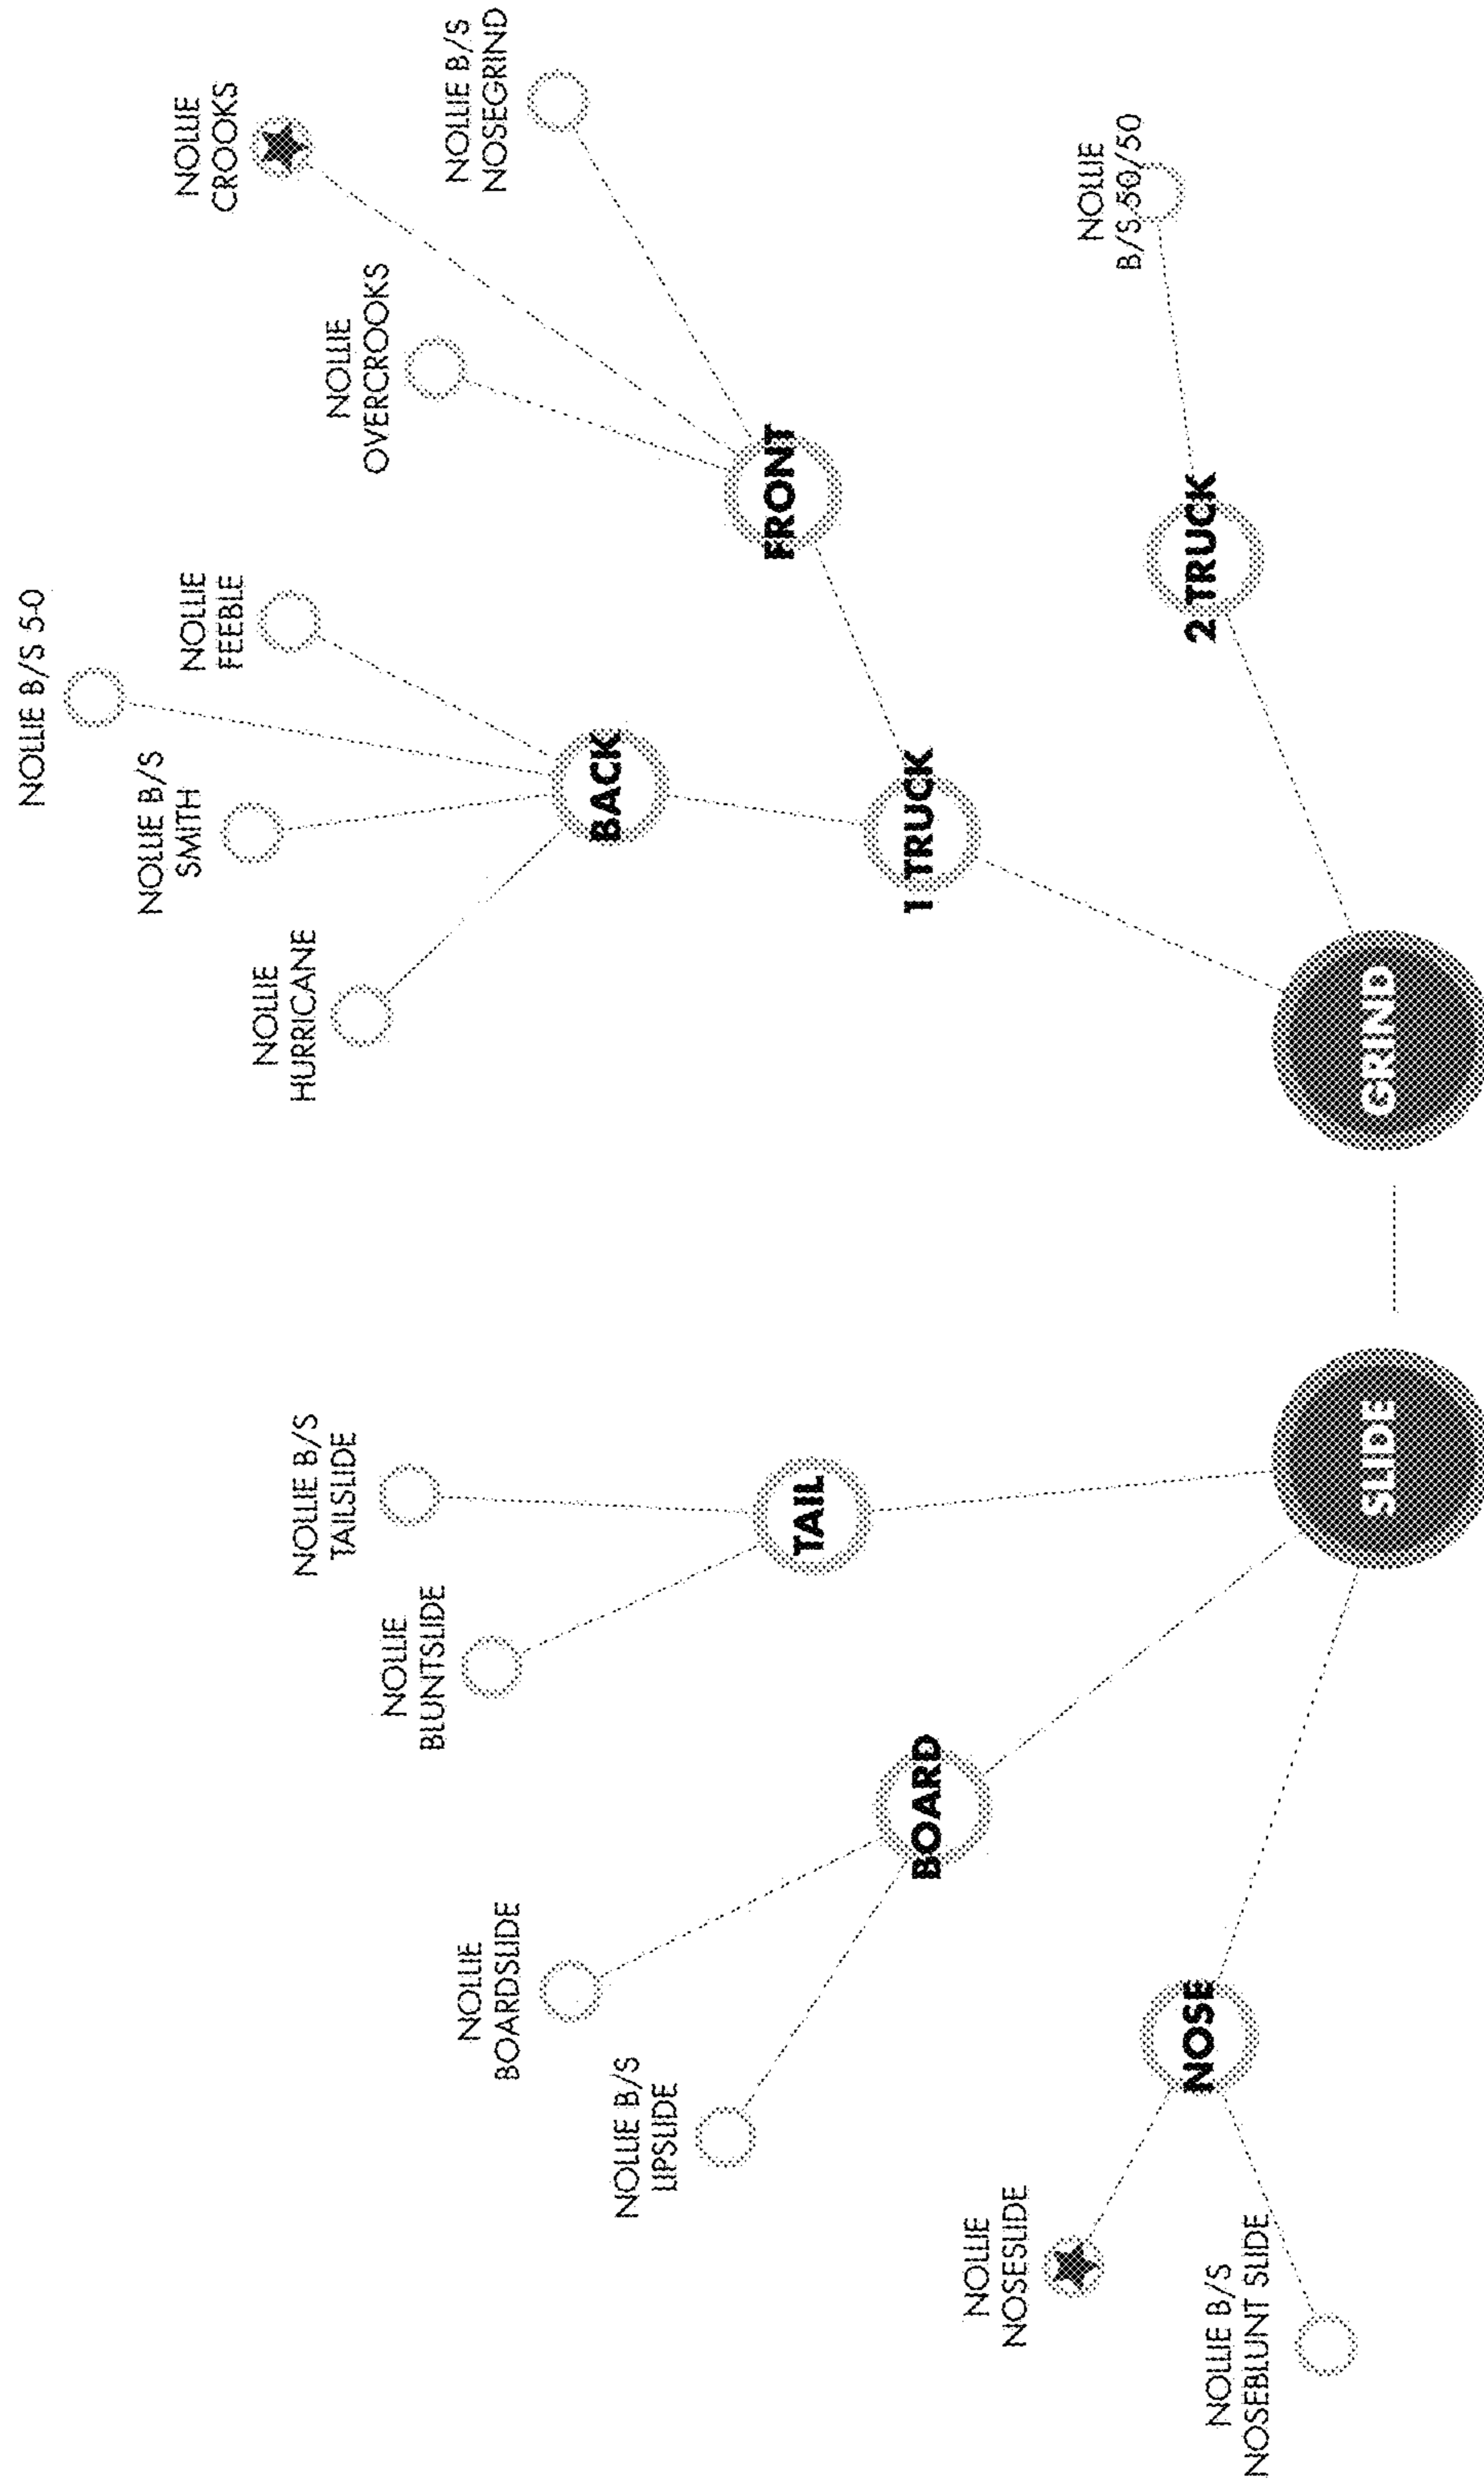 NOLLIE B/S
NOSEBLUNT SLIDE
NOLLIE
NOSESLIDE
NOSE
NOLLIE B/S
LIPSLIDE
NOLLIE
BOARDSLIDE
BOARD
NOLLIE
BLUNTSLIDE
NOLLIE B/S
TAILSLIDE
TAIL
SLIDE
GRIND
NOLLIE
HURRICANE
NOLLIE B/S
SMITH
NOLLIE B/S 5-0
NOLLIE
FEEBLE
BACK
1 TRUCK
FRONT
NOLLIE
OVERCROOKS
NOLLIE
CROOKS
NOLLIE B/S
NOSEGRIND
2 TRUCK
NOLLIE
B/S 50/50